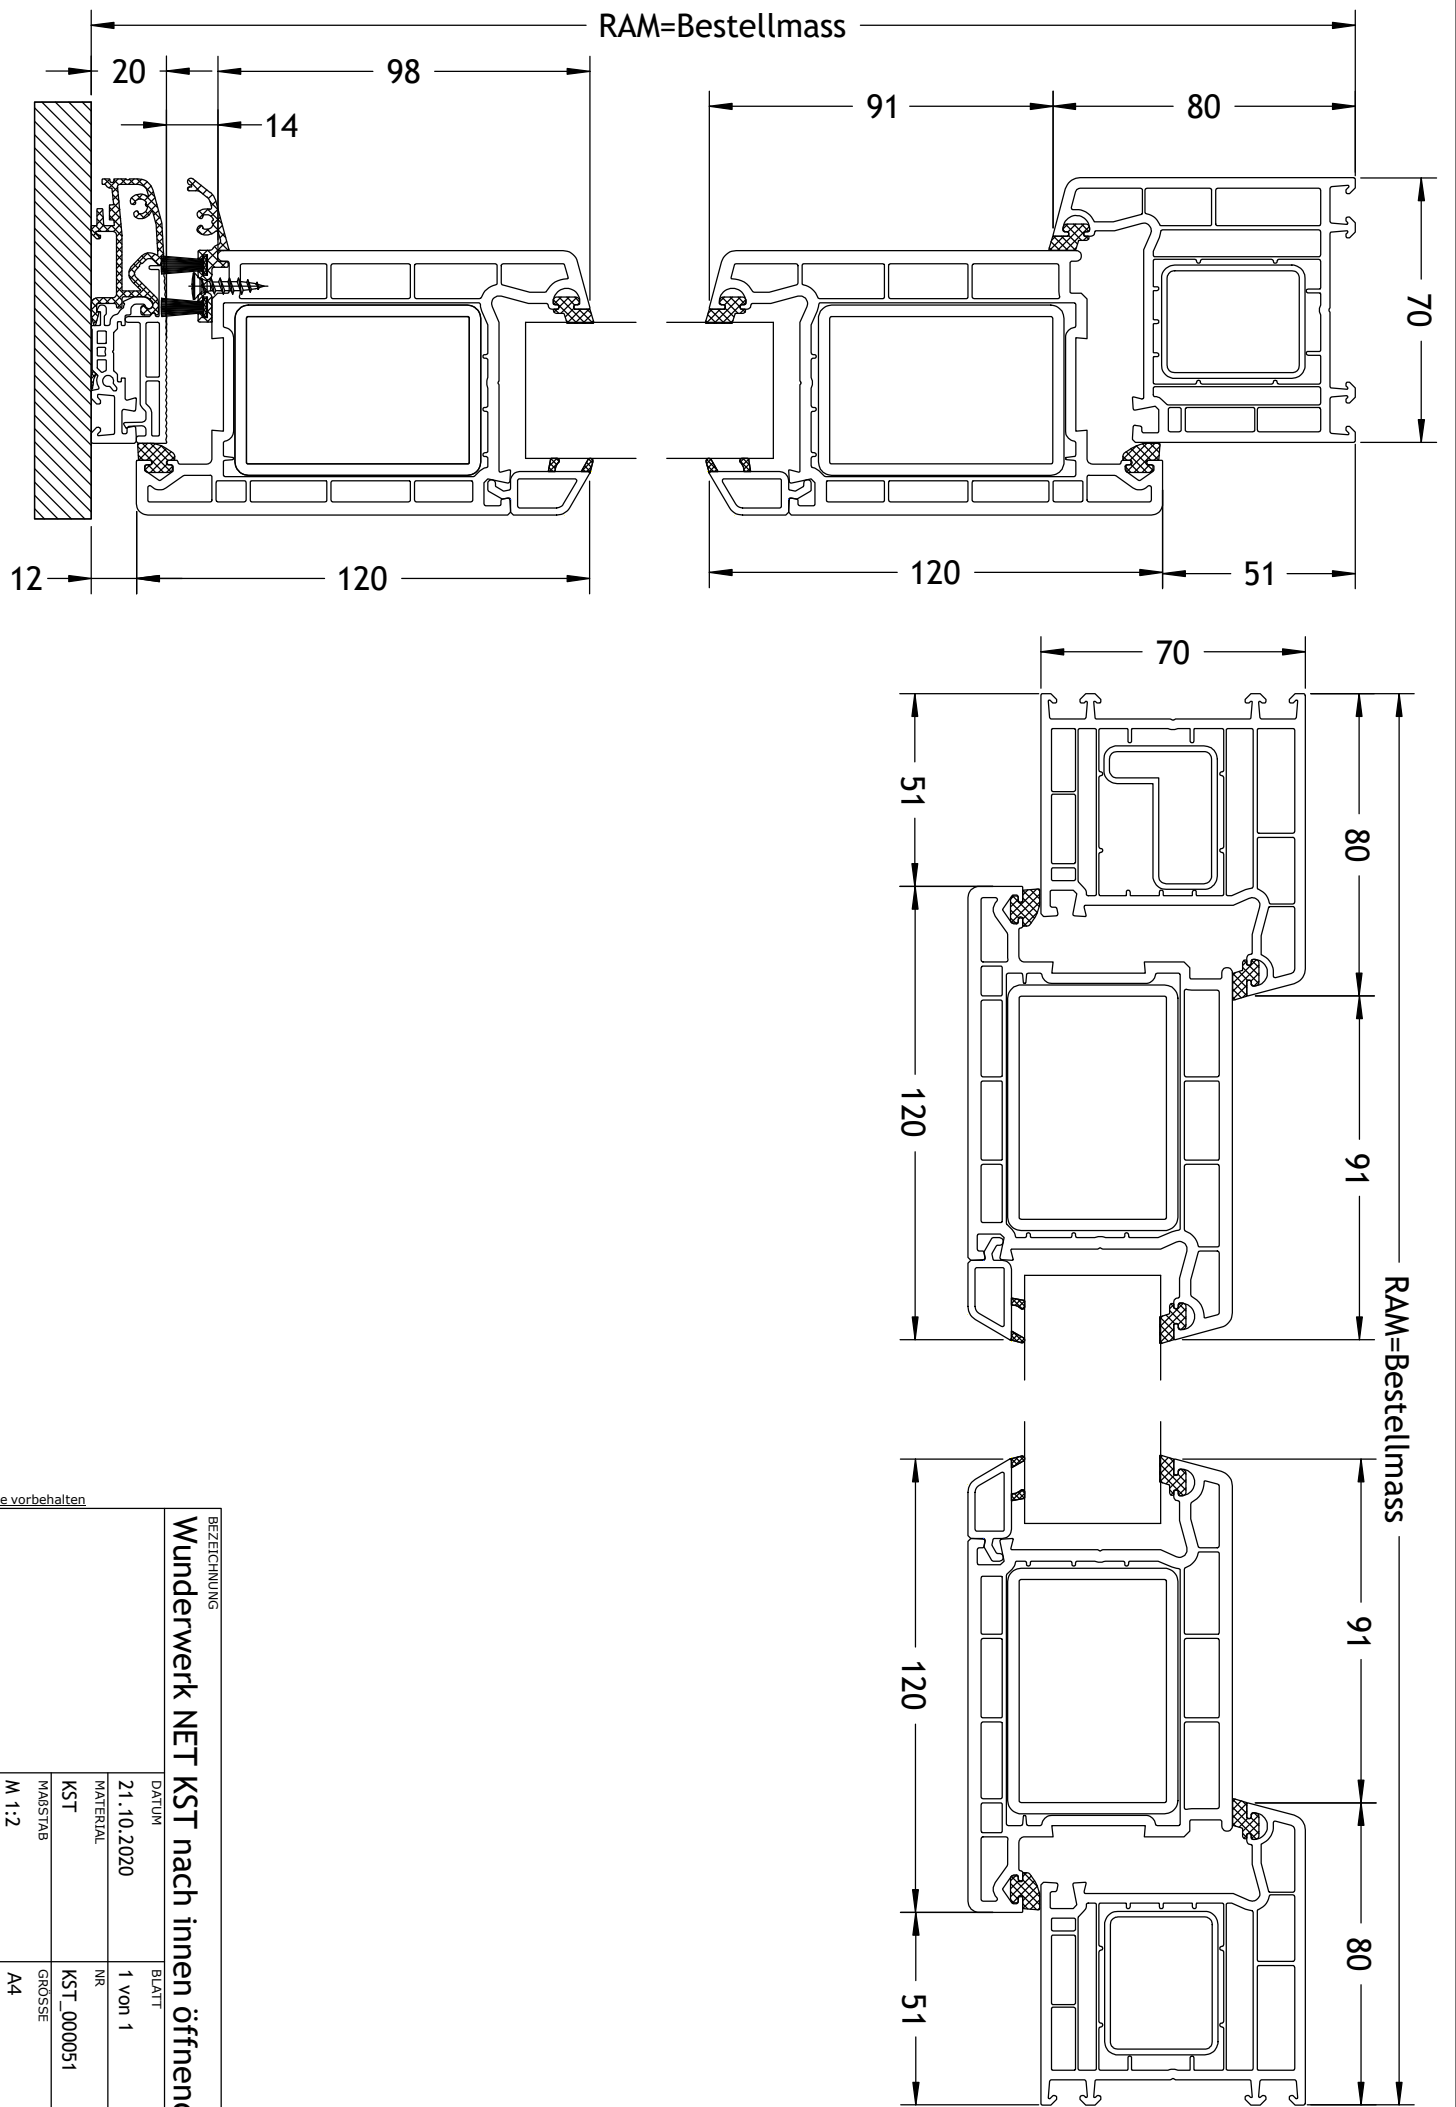 RAM=Bestellmass
20
98
14
91
80
70
12
120
120
51
70
51
80
120
91
RAM=Bestellmass
91
120
80
51
e vorbehalten
BEZEICHNUNG
Wunderwerk NET KST nach innen öffnend
DATUM
21.10.2020
BLATT
1 von 1
MATERIAL
KST
NR
KST_000051
MAßSTAB
M 1:2
GRÖSSE
A4